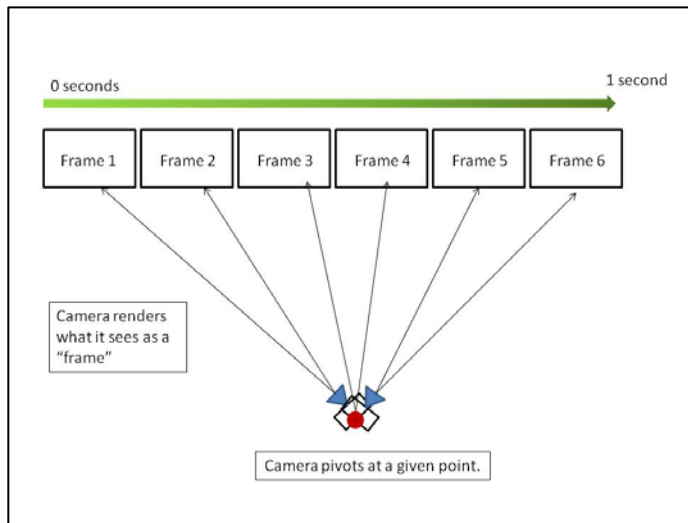 0 seconds
1 second
Frame 1
Frame 2
Frame 3
Frame 4
Frame 5
Frame 6
Camera renders
what it sees as a
“frame”
Camera pivots at a given point.